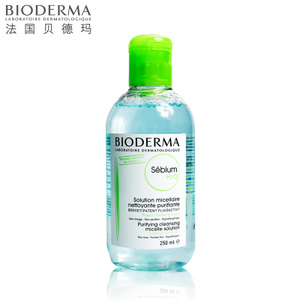 BIODERMA
LABORATOIRE DERMATOLOGIQUE
法国贝德玛
BIODERMA
LABORATOIRE DERMATOLOGIQUE
Sébium
H2O
Solution micellaire
nettoyante purifiante
Purifying cleansing
micelle solution
250 ml ℮